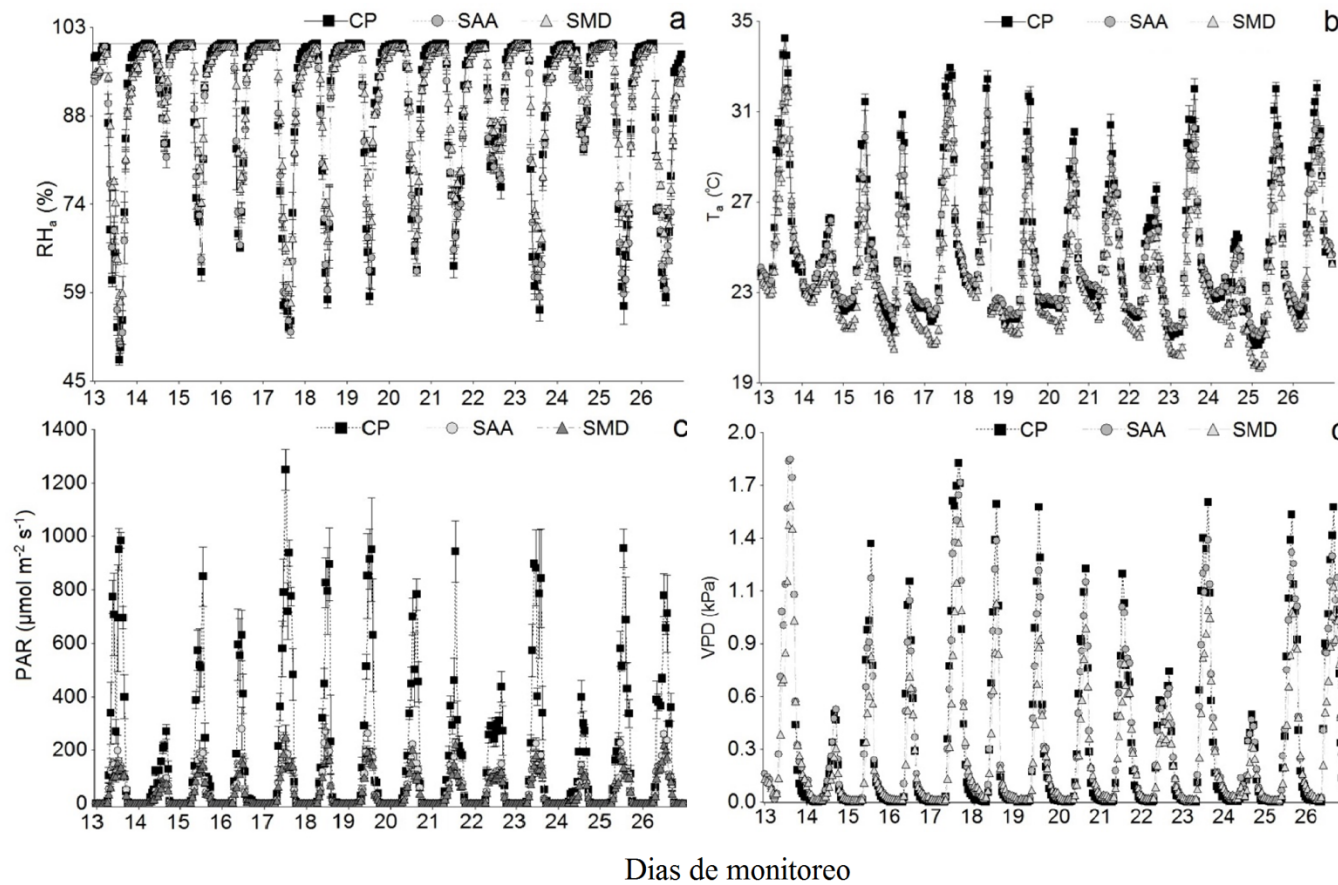 CP SAA SMD a
RHa (%)
103
88
74
59
45
13 14 15 16 17 18 19 20 21 22 23 24 25 26
CP SAA SMD b
Ta (°C)
35
31
27
23
19
13 14 15 16 17 18 19 20 21 22 23 24 25 26
CP SAA SMD c
PAR (µmol m-2 s-1)
1400
1200
1000
800
600
400
200
0
13 14 15 16 17 18 19 20 21 22 23 24 25 26
CP SAA SMD
VPD (kPa)
2.0
1.7
1.4
1.1
0.9
0.6
0.3
0.0
13 14 15 16 17 18 19 20 21 22 23 24 25 26
Dias de monitoreo